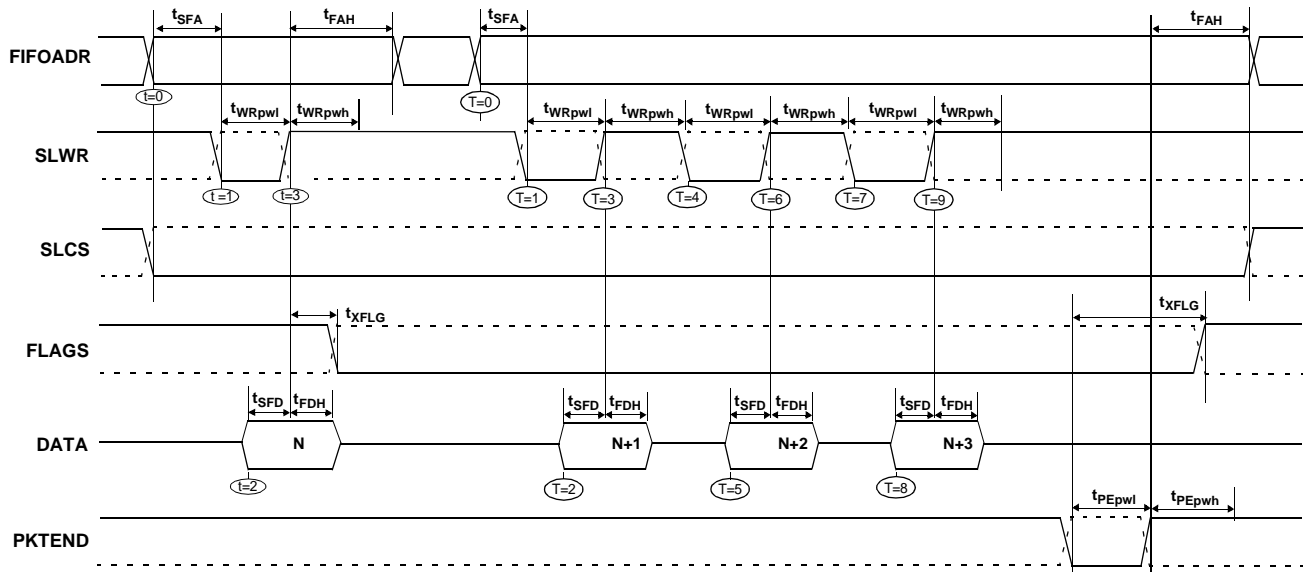 tSFA tFAH tSFA tFAH
FIFOADR
t=0 T=0
tWRpwl tWRpwh tWRpwl tWRpwh tWRpwl tWRpwh tWRpwl tWRpwh
SLWR
t =1 t=3 T=1 T=3 T=4 T=6 T=7 T=9
SLCS
tXFLG tXFLG
FLAGS
tSFD tFDH tSFD tFDH tSFD tFDH tSFD tFDH
DATA N N+1 N+2 N+3
t=2 T=2 T=5 T=8
tPEpwl tPEpwh
PKTEND